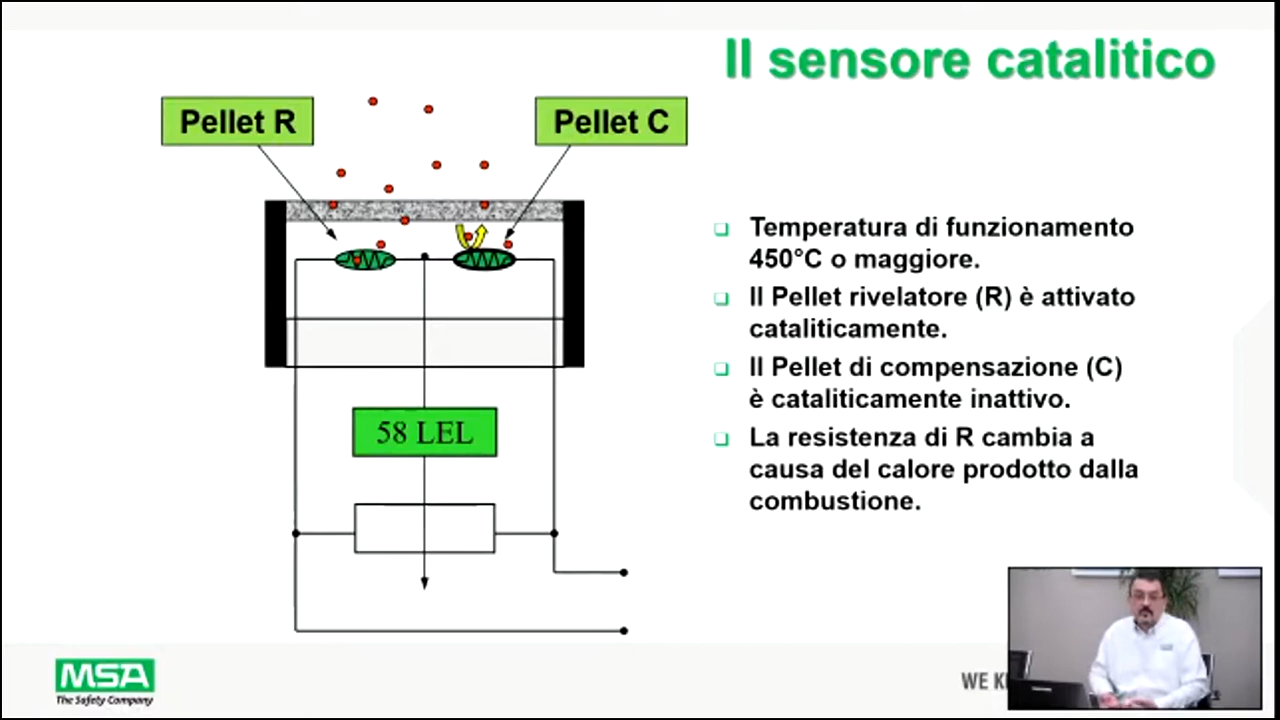 Il sensore catalitico
Pellet R
Pellet C
Temperatura di funzionamento
450°C o maggiore.
Il Pellet rivelatore (R) è attivato
cataliticamente.
Il Pellet di compensazione (C)
è cataliticamente inattivo.
La resistenza di R cambia a
causa del calore prodotto dalla
combustione.
58 LEL
MSA
The Safety Company
WE